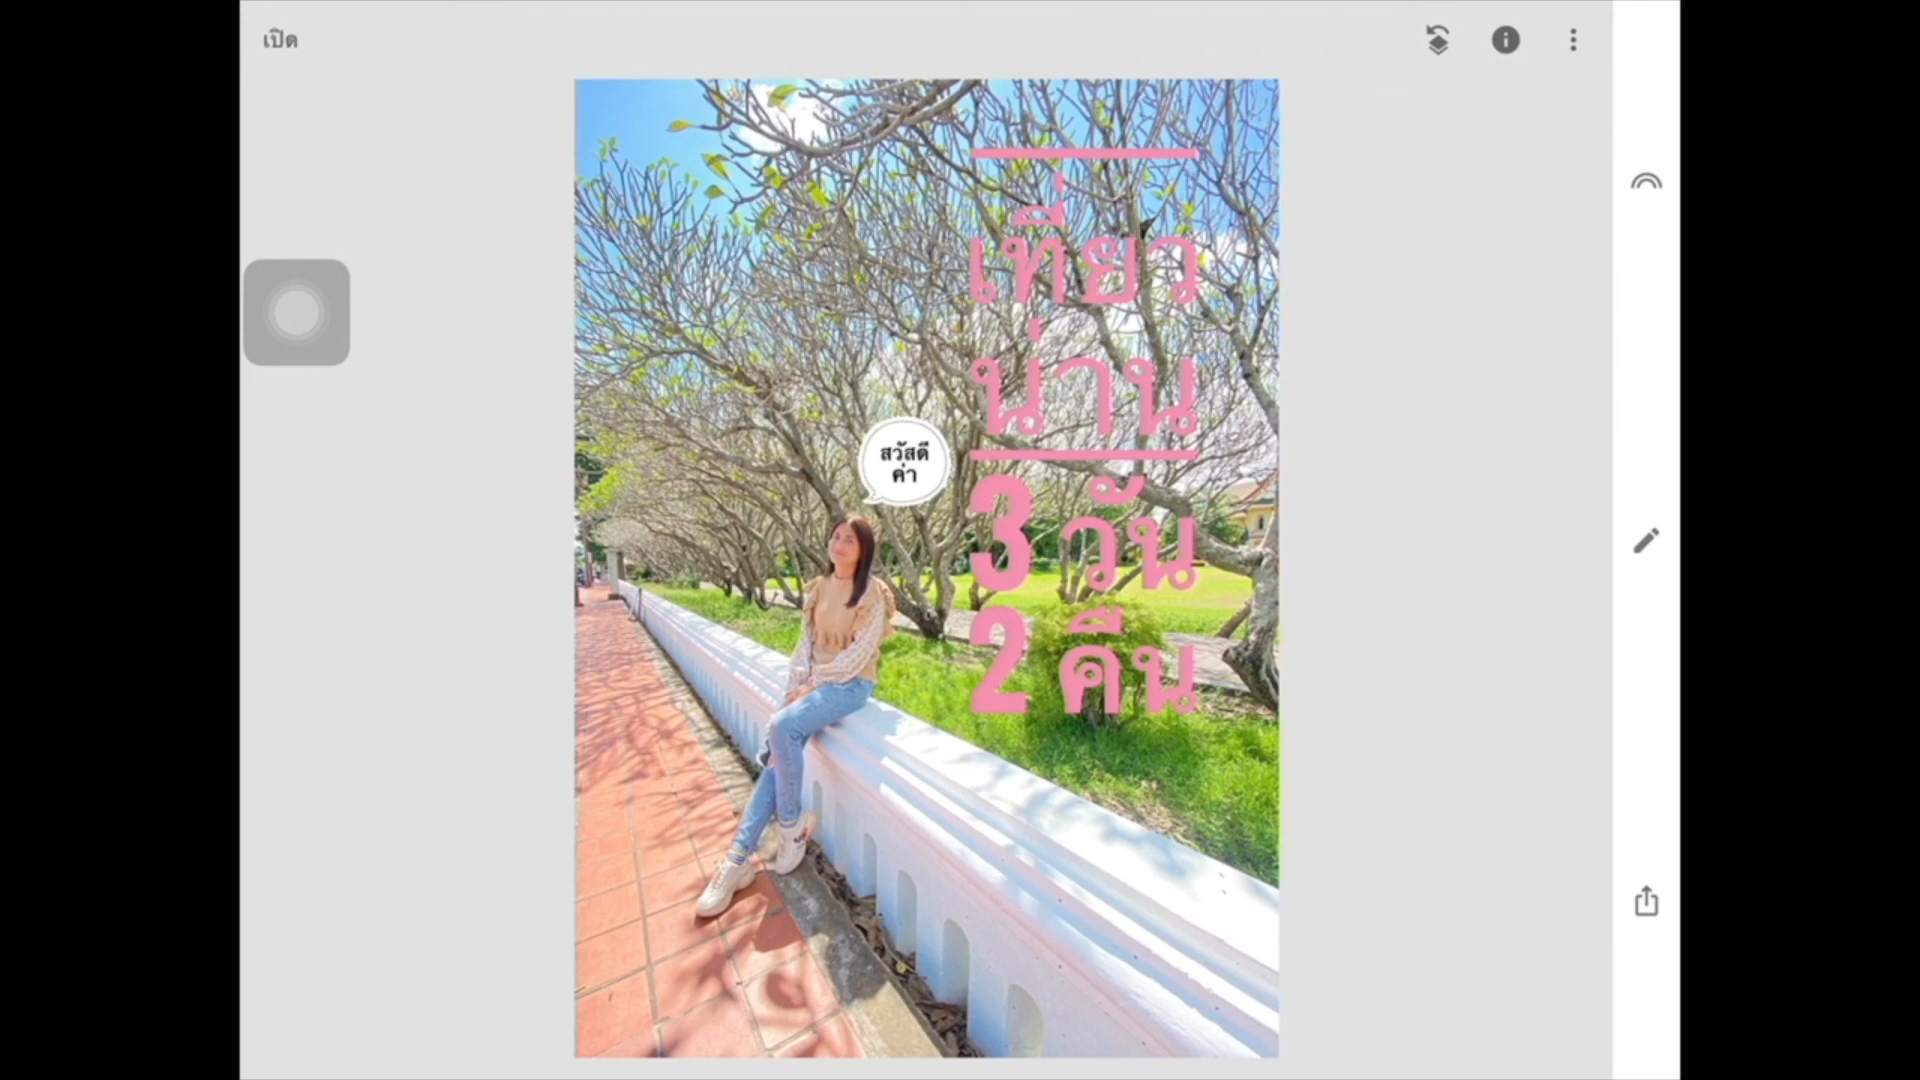 เปิด
เที่ยว
น่าน
สวัสดี
ค่า
3 วัน
2 คืน